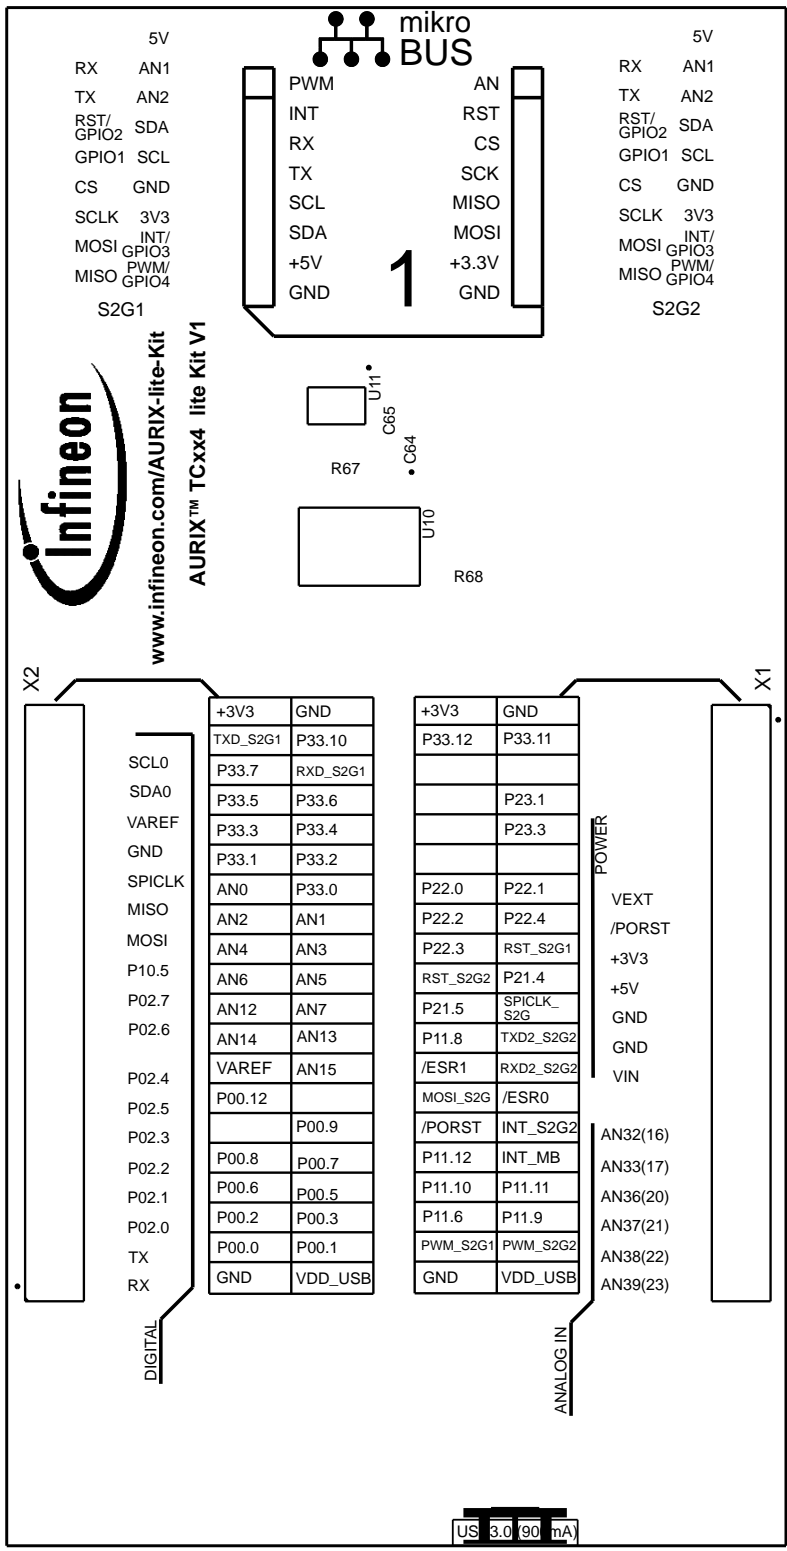 mikro
BUS
5V
RX AN1
TX AN2
RST/
GPIO2 SDA
GPIO1 SCL
CS GND
SCLK 3V3
MOSI INT/
GPIO3
MISO PWM/
GPIO4
S2G1
PWM AN
INT RST
RX CS
TX SCK
SCL MISO
SDA MOSI
+5V +3.3V
GND GND
1
5V
RX AN1
TX AN2
RST/
GPIO2 SDA
GPIO1 SCL
CS GND
SCLK 3V3
MOSI INT/
GPIO3
MISO PWM/
GPIO4
S2G2
Infineon
www.infineon.com/AURIX-lite-Kit
AURIX™ TCxx4 lite Kit V1
U11
C65
C64
R67
U10
R68
X2
X1
SCL0
SDA0
VAREF
GND
SPICLK
MISO
MOSI
P10.5
P02.7
P02.6
P02.4
P02.5
P02.3
P02.2
P02.1
P02.0
TX
RX
DIGITAL
+3V3 GND
TXD_S2G1 P33.10
P33.7 RXD_S2G1
P33.5 P33.6
P33.3 P33.4
P33.1 P33.2
AN0 P33.0
AN2 AN1
AN4 AN3
AN6 AN5
AN12 AN7
AN14 AN13
VAREF AN15
P00.12
P00.9
P00.8 P00.7
P00.6 P00.5
P00.2 P00.3
P00.0 P00.1
GND VDD_USB
+3V3 GND
P33.12 P33.11
P23.1
P23.3
P22.0 P22.1
P22.2 P22.4
P22.3 RST_S2G1
RST_S2G2 P21.4
P21.5 SPICLK_
S2G
P11.8 TXD2_S2G2
/ESR1 RXD2_S2G2
MOSI_S2G /ESR0
/PORST INT_S2G2
P11.12 INT_MB
P11.10 P11.11
P11.6 P11.9
PWM_S2G1 PWM_S2G2
GND VDD_USB
POWER
VEXT
/PORST
+3V3
+5V
GND
GND
VIN
AN32(16)
AN33(17)
AN36(20)
AN37(21)
AN38(22)
AN39(23)
ANALOG IN
3.0